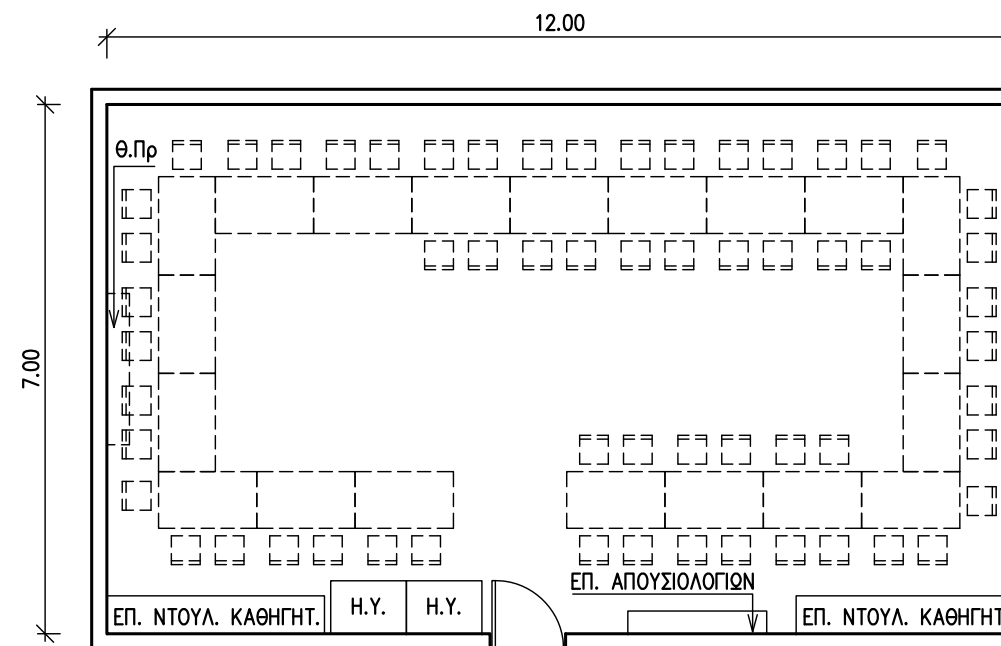 12.00
Θ.Πρ
7.00
ΕΠ. ΑΠΟΥΣΙΟΛΟΓΙΩΝ
ΕΠ. ΝΤΟΥΛ. ΚΑΘΗΓΗΤ.
Η.Υ.
Η.Υ.
ΕΠ. ΝΤΟΥΛ. ΚΑΘΗΓΗΤ